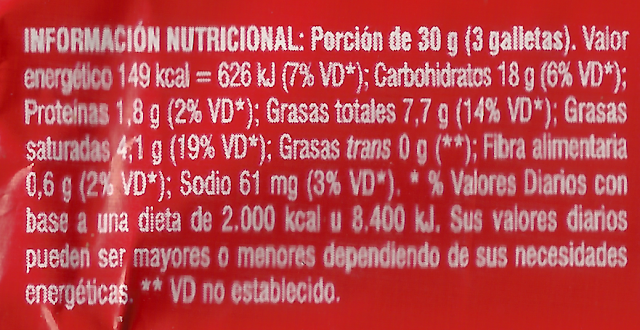 INFORMACIÓN NUTRICIONAL: Porción de 30 g (3 galletas). Valor
energético 149 kcal = 626 kJ (7% VD*); Carbohidratos 18 g (6% VD*);
Proteínas 1,8 g (2% VD*); Grasas totales 7,7 g (14% VD*); Grasas
saturadas 4,1 g (19% VD*); Grasas trans 0 g (**); Fibra alimentaria
0,6 g (2% VD*); Sodio 61 mg (3% VD*). * % Valores Diarios con
base a una dieta de 2.000 kcal u 8.400 kJ. Sus valores diarios
pueden ser mayores o menores dependiendo de sus necesidades
energéticas. ** VD no establecido.